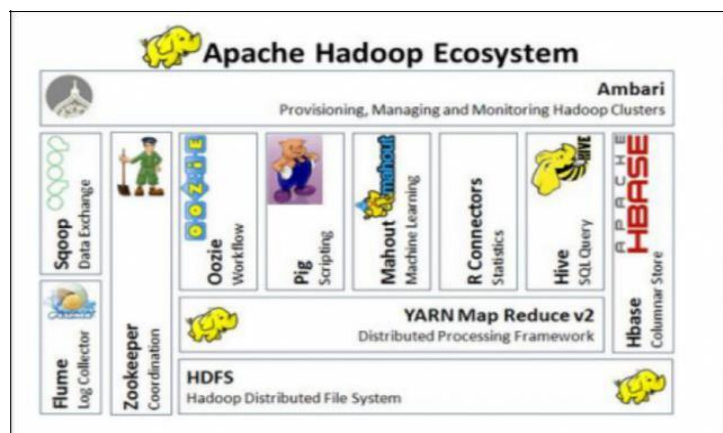 Apache Hadoop Ecosystem
Ambari
Provisioning, Managing and Monitoring Hadoop Clusters
Sqoop
Data Exchange
Flume
Log Collector
Zookeeper
Coordination
OOZIE
Oozie
Workflow
Pig
Scripting
mahout
Mahout
Machine Learning
R Connectors
Statistics
HIVE
Hive
SQL Query
APACHE
HBASE
Hbase
Columnar Store
YARN Map Reduce v2
Distributed Processing Framework
HDFS
Hadoop Distributed File System